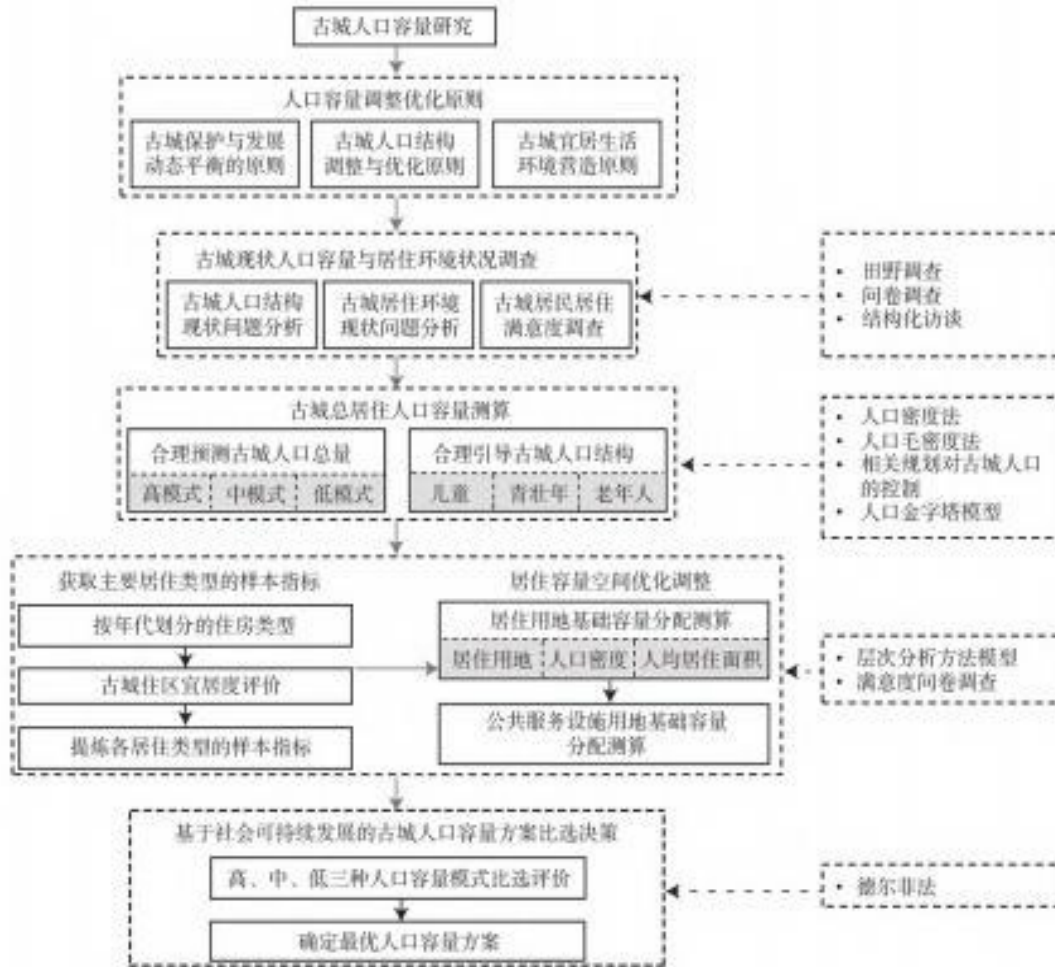 古城人口容量研究
人口容量调整优化原则
古城保护与发展
动态平衡的原则
古城人口结构
调整与优化原则
古城宜居生活
环境营造原则
古城现状人口容量与居住环境状况调查
古城人口结构
现状问题分析
古城居住环境
现状问题分析
古城居民居住
满意度调查
• 田野调查
• 问卷调查
• 结构化访谈
古城总居住人口容量测算
合理预测古城人口总量
高模式
中模式
低模式
合理引导古城人口结构
儿童
青壮年
老年人
• 人口密度法
• 人口毛密度法
• 相关规划对古城人口
的控制
• 人口金字塔模型
获取主要居住类型的样本指标
按年代划分的住房类型
古城住区宜居度评价
提炼各居住类型的样本指标
居住容量空间优化调整
居住用地基础容量分配测算
居住用地
人口密度
人均居住面积
公共服务设施用地基础容量
分配测算
• 层次分析方法模型
• 满意度问卷调查
基于社会可持续发展的古城人口容量方案比选决策
高、中、低三种人口容量模式比选评价
确定最优人口容量方案
• 德尔菲法